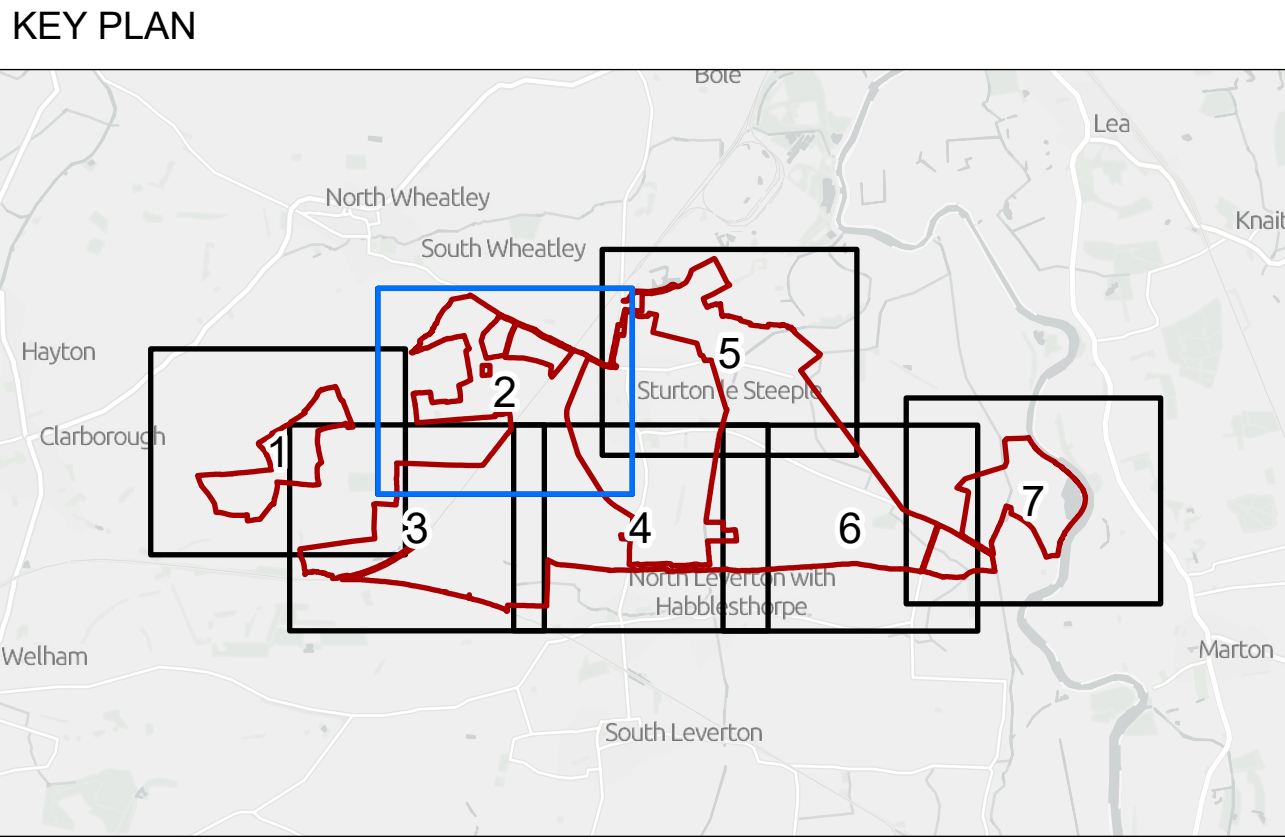 KEY PLAN
Bole
Lea
North Wheatley
Knait
South Wheatley
Hayton
5
2
Sturton le Steeple
Clarborough
1
7
3
4
6
North Leverton with
Habblesthorpe
Welham
Marton
South Leverton